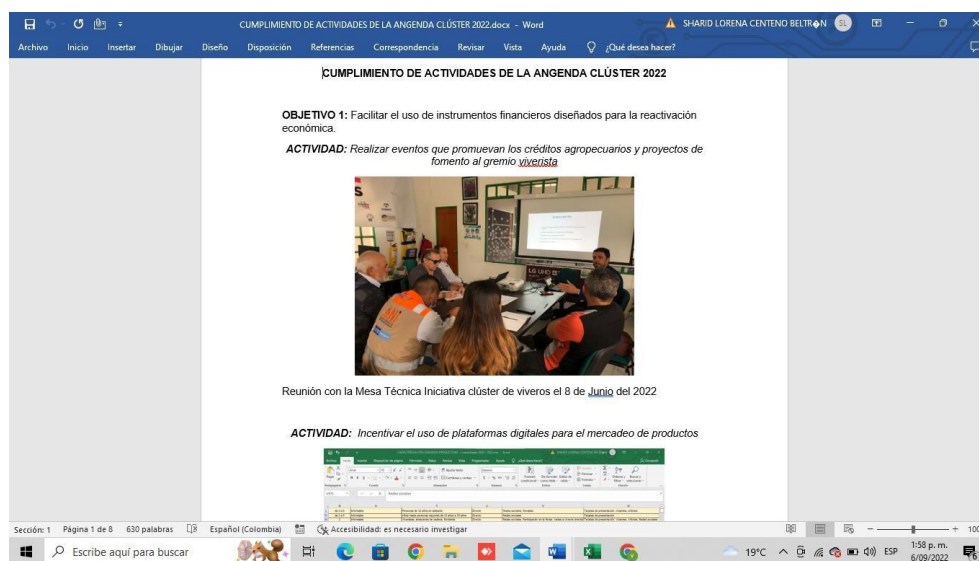 CUMPLIMIENTO DE ACTIVIDADES DE LA ANGENDA CLÚSTER 2022.docx - Word
SHARID LORENA CENTENO BELTR�N
SL
Archivo Inicio Insertar Dibujar Diseño Disposición Referencias Correspondencia Revisar Vista Ayuda ¿Qué desea hacer?
CUMPLIMIENTO DE ACTIVIDADES DE LA ANGENDA CLÚSTER 2022
OBJETIVO 1: Facilitar el uso de instrumentos financieros diseñados para la reactivación
económica.
ACTIVIDAD: Realizar eventos que promuevan los créditos agropecuarios y proyectos de
fomento al gremio viverista
Reunión con la Mesa Técnica Iniciativa clúster de viveros el 8 de Junio del 2022
ACTIVIDAD: Incentivar el uso de plataformas digitales para el mercadeo de productos
Sección: 1 Página 1 de 8 630 palabras Español (Colombia) Accesibilidad: es necesario investigar
100
Escribe aquí para buscar
19°C
ESP
1:58 p. m.
6/09/2022